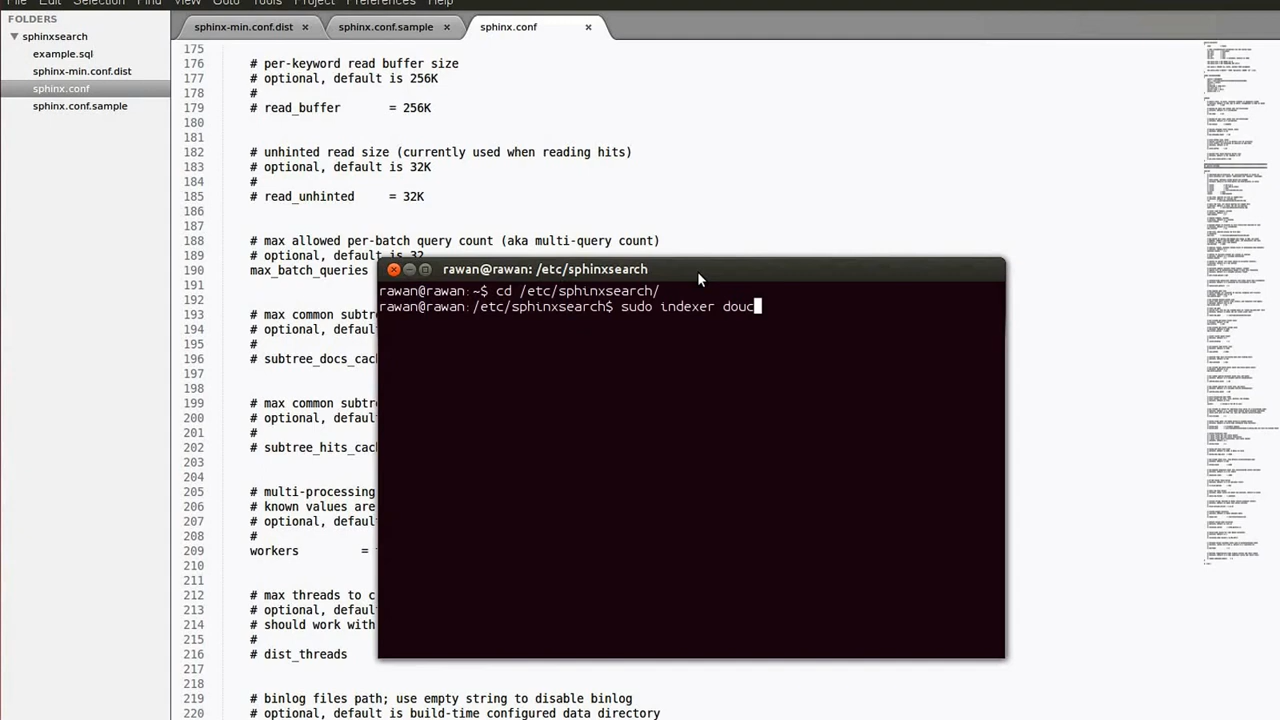 File Edit Selection Find View Goto Tools Project Preferences Help
FOLDERS
sphinxsearch
example.sql
sphinx-min.conf.dist
sphinx.conf
sphinx.conf.sample
sphinx-min.conf.dist × sphinx.conf.sample × sphinx.conf ×
175
176 # per-keyword read buffer size
177 # optional, default is 256K
178 #
179 # read_buffer = 256K
180
181
182 # unhinted read size (currently used when reading hits)
183 # optional, default is 32K
184 #
185 # read_unhinted = 32K
186
187
188 # max allowed per-batch query count (aka multi-query count)
189 # optional, default is 32
190 max_batch_queri
191
192
193 # max common subt
194 # optional, defau
195 #
196 # subtree_docs_cach
197
198
199 # max common subtre
200 # optional, defaul
201 #
202 # subtree_hits_cach
203
204
205 # multi-processing
206 # known values are
207 # optional, defaul
208 #
209 workers =
210
211
212 # max threads to c
213 # optional, default
214 # should work with
215 #
216 # dist_threads
217
218
219 # binlog files path; use empty string to disable binlog
220 # optional, default is build-time configured data directory
rawan@rawan: /etc/sphinxsearch
rawan@rawan:~$ cd /etc/sphinxsearch/
rawan@rawan:/etc/sphinxsearch$ sudo indexer douc